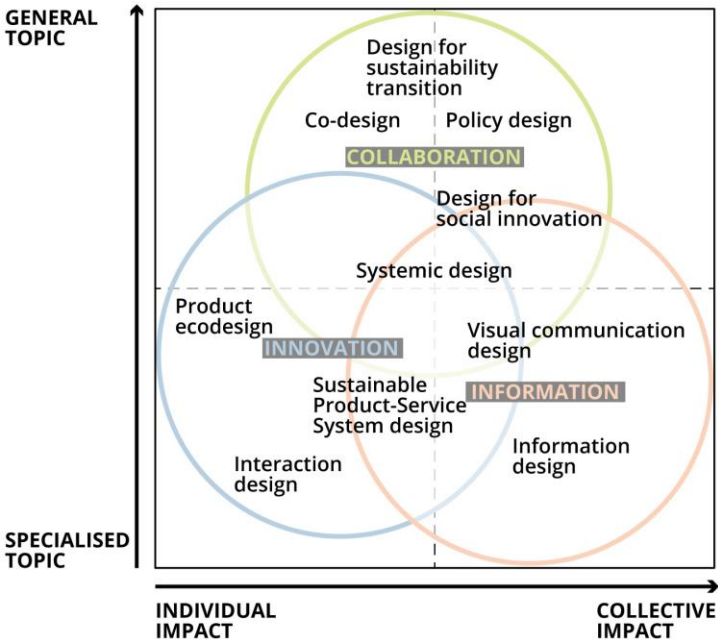 GENERAL
TOPIC
Design for
sustainability
transition
Co-design
Policy design
COLLABORATION
Design for
social innovation
Systemic design
Product
ecodesign
INNOVATION
Visual communication
design
Sustainable
Product-Service
System design
INFORMATION
Interaction
design
Information
design
SPECIALISED
TOPIC
INDIVIDUAL
IMPACT
COLLECTIVE
IMPACT